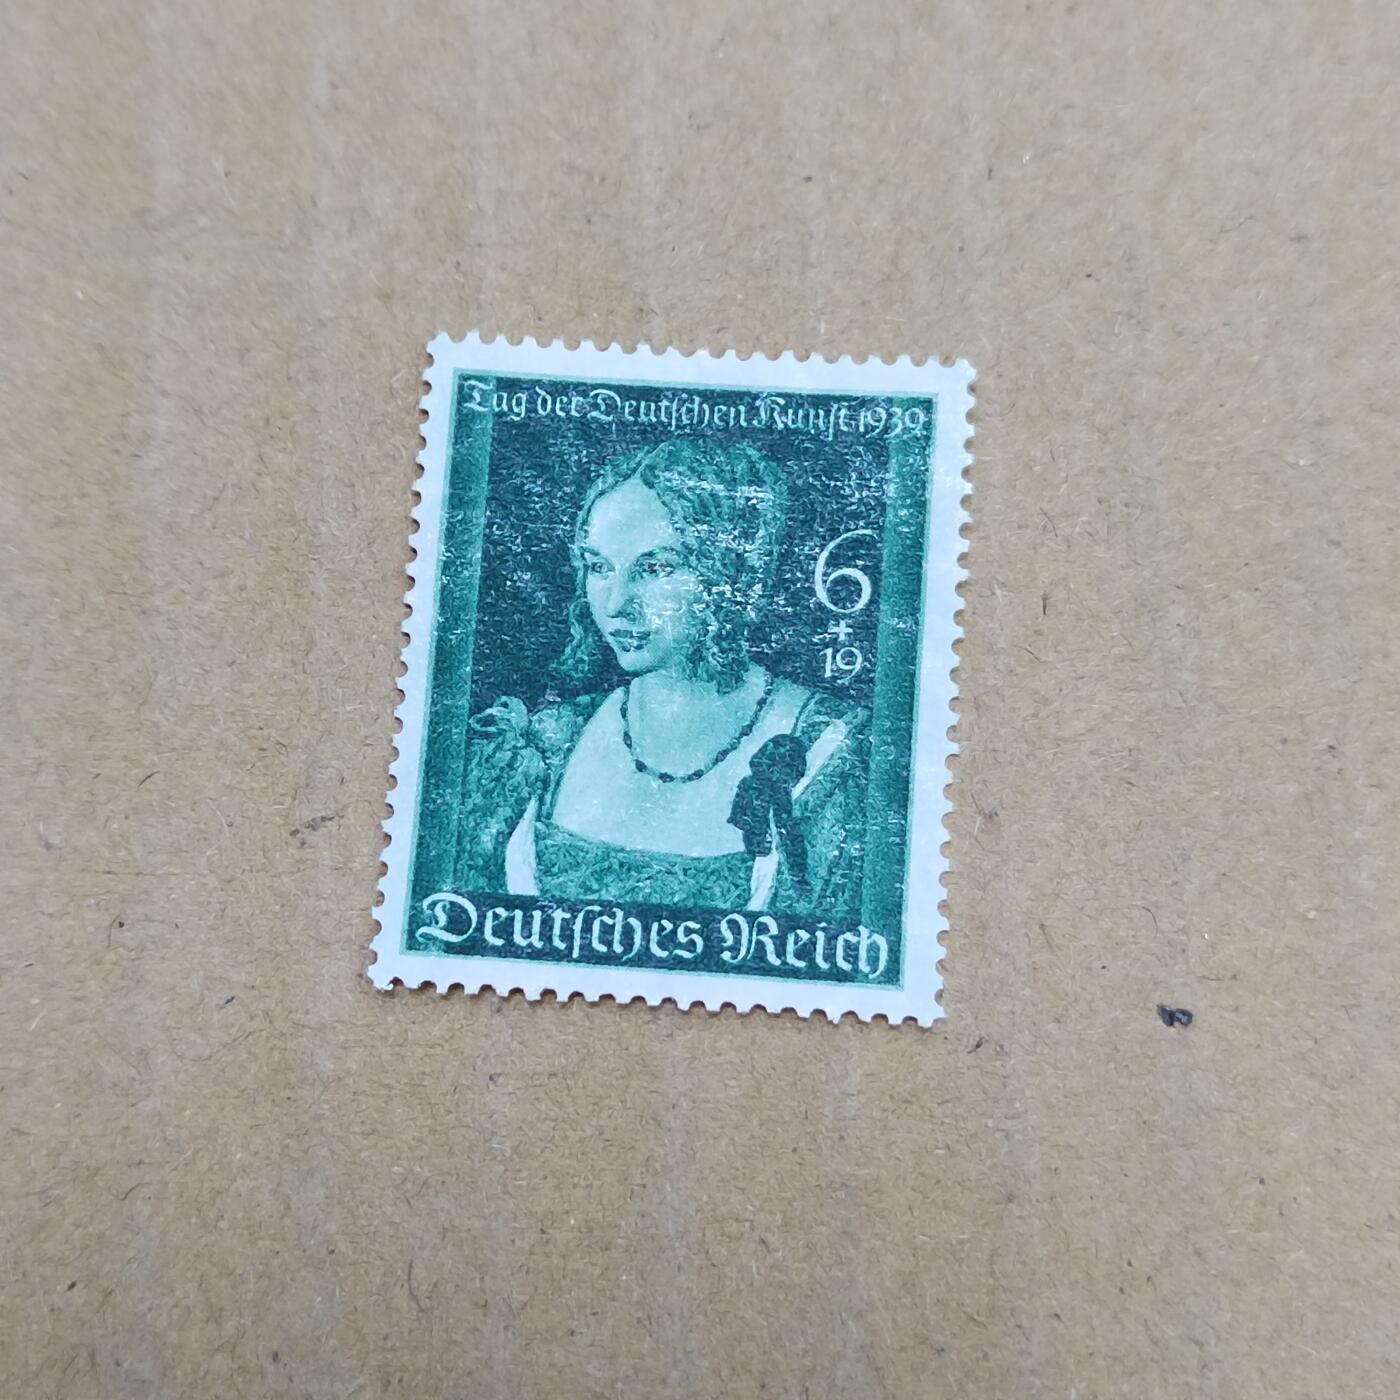 Tag der Deutschen Kunst 1939
6
+
19
Deutsches Reich